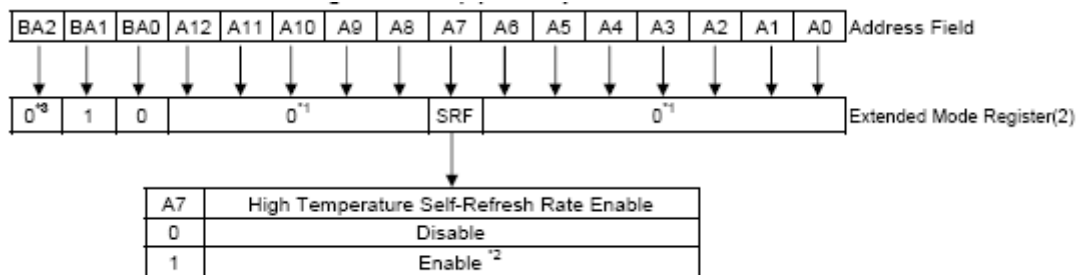 BA2 BA1 BA0 A12 A11 A10 A9 A8 A7 A6 A5 A4 A3 A2 A1 A0 Address Field
0*3 1 0 0*1 SRF 0*1 Extended Mode Register(2)
A7 High Temperature Self-Refresh Rate Enable
0 Disable
1 Enable *2